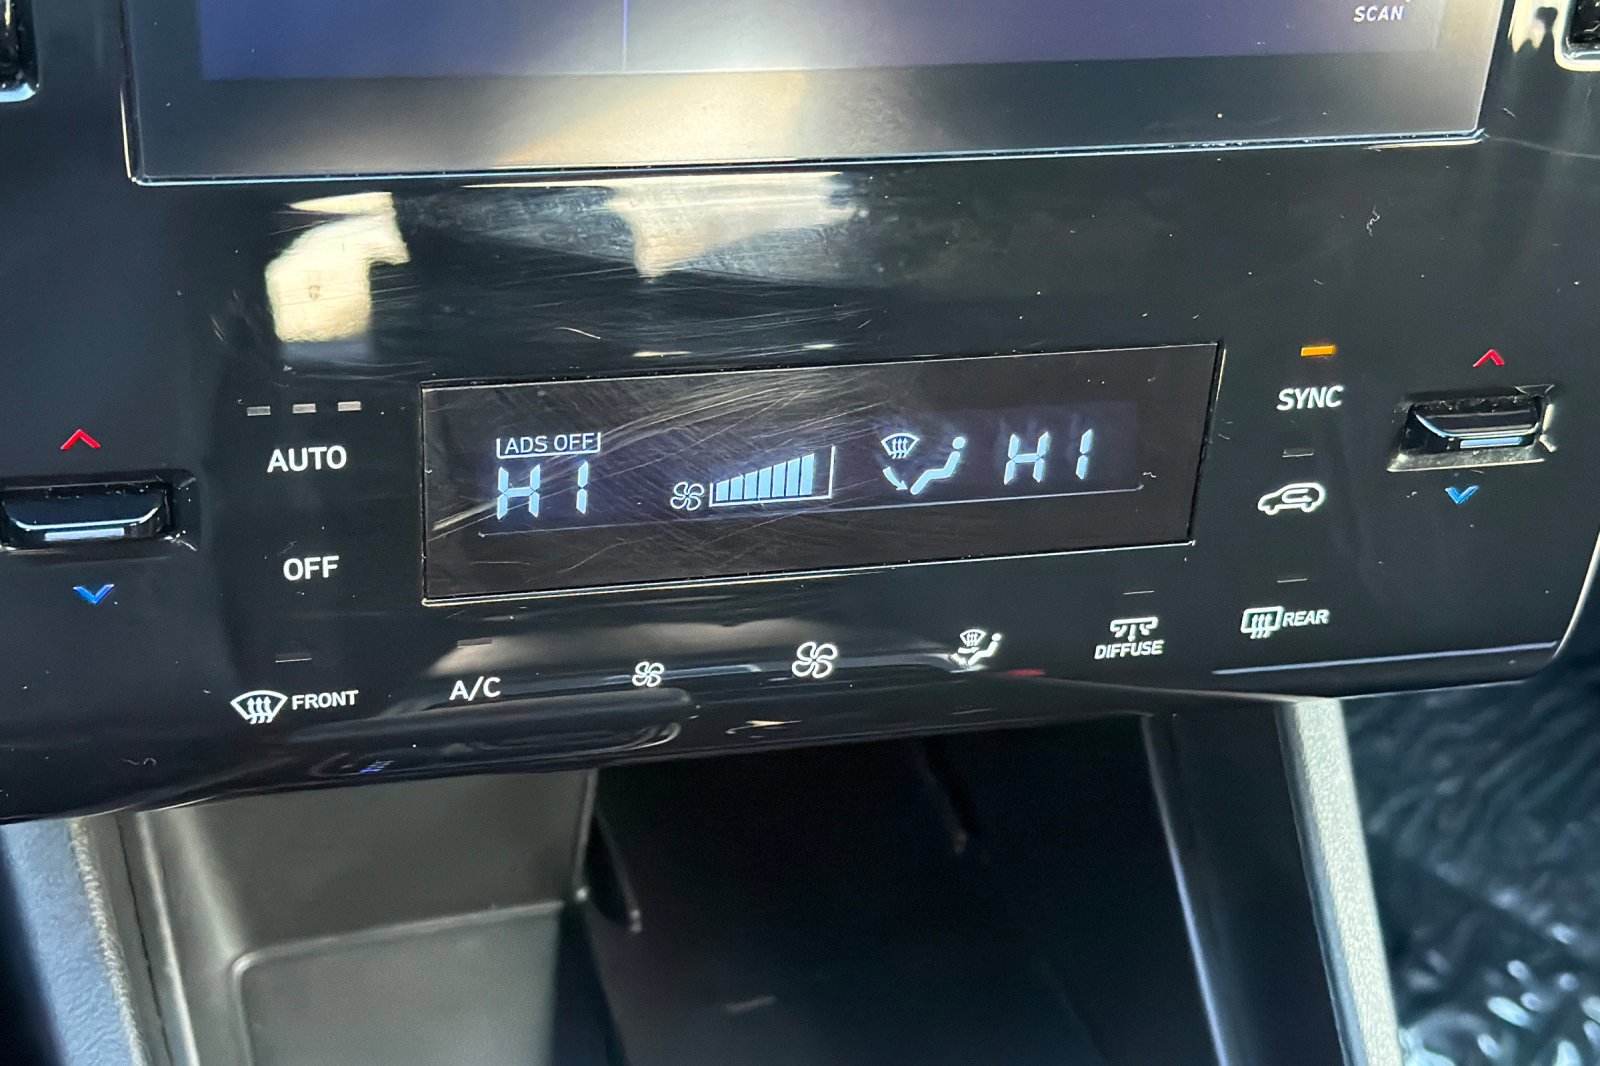 SCAN
ADS OFF
HI
HI
SYNC
AUTO
OFF
REAR
DIFFUSE
A/C
FRONT